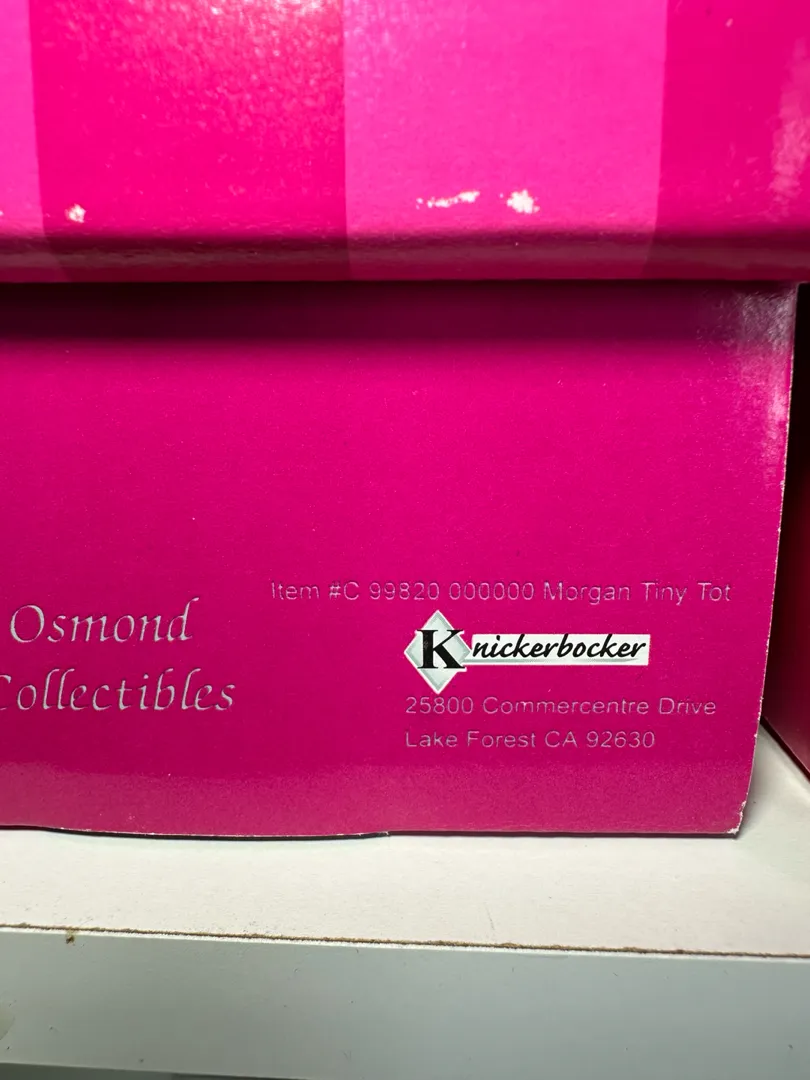 Osmond
Collectibles
Item #C 99820 000000 Morgan Tiny Tot
Knickerbocker
25800 Commercentre Drive
Lake Forest CA 92630